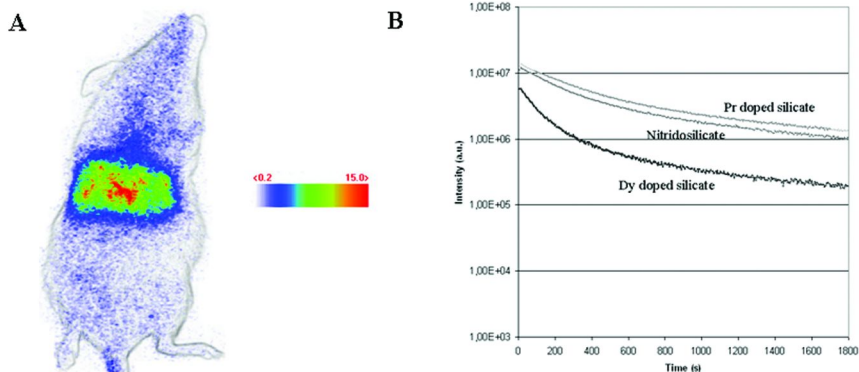 A
<0.2 15.0>
B
1,00E+08
1,00E+07
1,00E+06
1,00E+05
1,00E+04
1,00E+03
Intensity (a.u.)
Pr doped silicate
Nitridosilicate
Dy doped silicate
0 200 400 600 800 1000 1200 1400 1600 1800
Time (s)